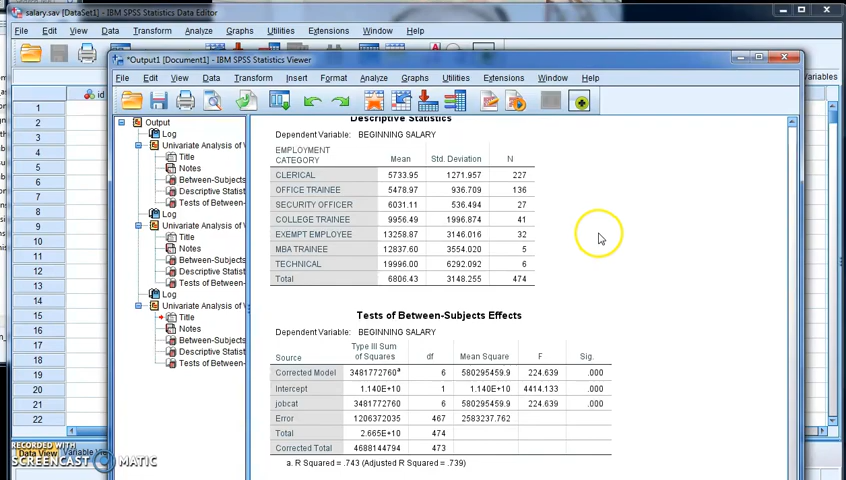 salary.sav [DataSet1] - IBM SPSS Statistics Data Editor
File Edit View Data Transform Analyze Graphs Utilities Extensions Window Help
*Output1 [Document1] - IBM SPSS Statistics Viewer
File Edit View Data Transform Insert Format Analyze Graphs Utilities Extensions Window Help
Variables
id
1
2
3
4
5
6
7
8
9
10
11
12
13
14
15
16
17
18
19
20
21
22
Output
Log
Univariate Analysis of V
Title
Notes
Between-Subjects
Descriptive Statist
Tests of Between-
Log
Univariate Analysis of V
Title
Notes
Between-Subjects
Descriptive Statist
Tests of Between-
Log
Univariate Analysis of V
Title
Notes
Between-Subjects
Descriptive Statist
Tests of Between-
Descriptive Statistics
Dependent Variable: BEGINNING SALARY
EMPLOYMENT CATEGORY Mean Std. Deviation N
CLERICAL 5733.95 1271.957 227
OFFICE TRAINEE 5478.97 936.709 136
SECURITY OFFICER 6031.11 536.494 27
COLLEGE TRAINEE 9956.49 1996.874 41
EXEMPT EMPLOYEE 13258.87 3146.016 32
MBA TRAINEE 12837.60 3554.020 5
TECHNICAL 19996.00 6292.092 6
Total 6806.43 3148.255 474
Tests of Between-Subjects Effects
Dependent Variable: BEGINNING SALARY
Source Type III Sum of Squares df Mean Square F Sig.
Corrected Model 3481772760a 6 580295459.9 224.639 .000
Intercept 1.140E+10 1 1.140E+10 4414.133 .000
jobcat 3481772760 6 580295459.9 224.639 .000
Error 1206372035 467 2583237.762
Total 2.665E+10 474
Corrected Total 4688144794 473
a. R Squared = .743 (Adjusted R Squared = .739)
Data View Variable Vie
RECORDED WITH
SCREENCAST MATIC